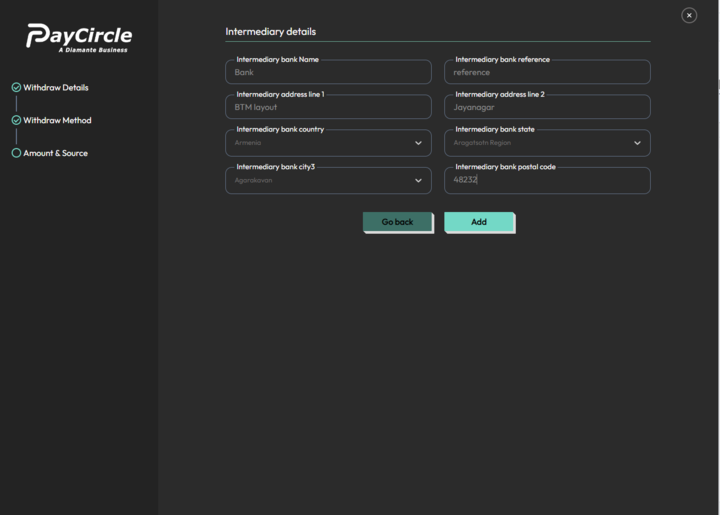 PayCircle
A Diamante Business
Withdraw Details
Withdraw Method
Amount & Source
Intermediary details
Intermediary bank Name
Bank
Intermediary bank reference
reference
Intermediary address line 1
BTM layout
Intermediary address line 2
Jayanagar
Intermediary bank country
Armenia
Intermediary bank state
Aragatsotn Region
Intermediary bank city3
Agarakavan
Intermediary bank postal code
48232
Go back
Add